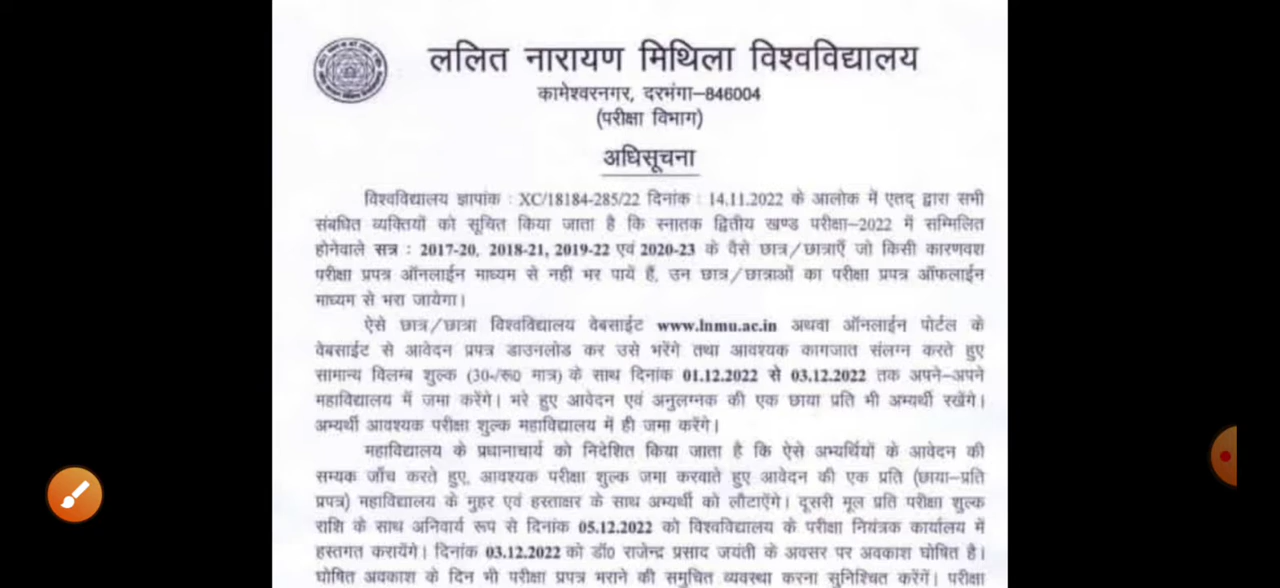 ललित नारायण मिथिला विश्वविद्यालय
कामेश्वरनगर, दरभंगा-846004
(परीक्षा विभाग)
अधिसूचना
विश्वविद्यालय ज्ञापांक : XC/18184-285/22 दिनांक : 14.11.2022 के आलोक में एतद् द्वारा सभी
संबधित व्यक्तियों को सूचित किया जाता है कि स्नातक द्वितीय खण्ड परीक्षा-2022 में सम्मिलित
होनेवाले सत्र : 2017-20, 2018-21, 2019-22 एवं 2020-23 के वैसे छात्र/छात्राएँ जो किसी कारणवश
परीक्षा प्रपत्र ऑनलाईन माध्यम से नहीं भर पायें हैं, उन छात्र/छात्राओं का परीक्षा प्रपत्र ऑफलाईन
माध्यम से भरा जायेगा।
ऐसे छात्र/छात्रा विश्वविद्यालय वेबसाईट www.lnmu.ac.in अथवा ऑनलाईन पोर्टल के
वेबसाईट से आवेदन प्रपत्र डाउनलोड कर उसे भरेंगे तथा आवश्यक कागजात संलग्न करते हुए
सामान्य विलम्ब शुल्क (30-/रू0 मात्र) के साथ दिनांक 01.12.2022 से 03.12.2022 तक अपने-अपने
महाविद्यालय में जमा करेंगे। भरे हुए आवेदन एवं अनुलग्नक की एक छाया प्रति भी अभ्यर्थी रखेंगे।
अभ्यर्थी आवश्यक परीक्षा शुल्क महाविद्यालय में ही जमा करेंगे।
महाविद्यालय के प्रधानाचार्य को निदेशित किया जाता है कि ऐसे अभ्यर्थियों के आवेदन की
सम्यक जाँच करते हुए, आवश्यक परीक्षा शुल्क जमा करवाते हुए आवेदन की एक प्रति (छाया-प्रति
प्रपत्र) महाविद्यालय के मुहर एवं हस्ताक्षर के साथ अभ्यर्थी को लौटाऐंगे। दूसरी मूल प्रति परीक्षा शुल्क
राशि के साथ अनिवार्य रूप से दिनांक 05.12.2022 को विश्वविद्यालय के परीक्षा नियंत्रक कार्यालय में
हस्तगत करायेंगे। दिनांक 03.12.2022 को डॉ0 राजेन्द्र प्रसाद जयंती के अवसर पर अवकाश घोषित है।
घोषित अवकाश के दिन भी परीक्षा प्रपत्र भराने की समुचित व्यवस्था करना सुनिश्चित करेंगें। परीक्षा